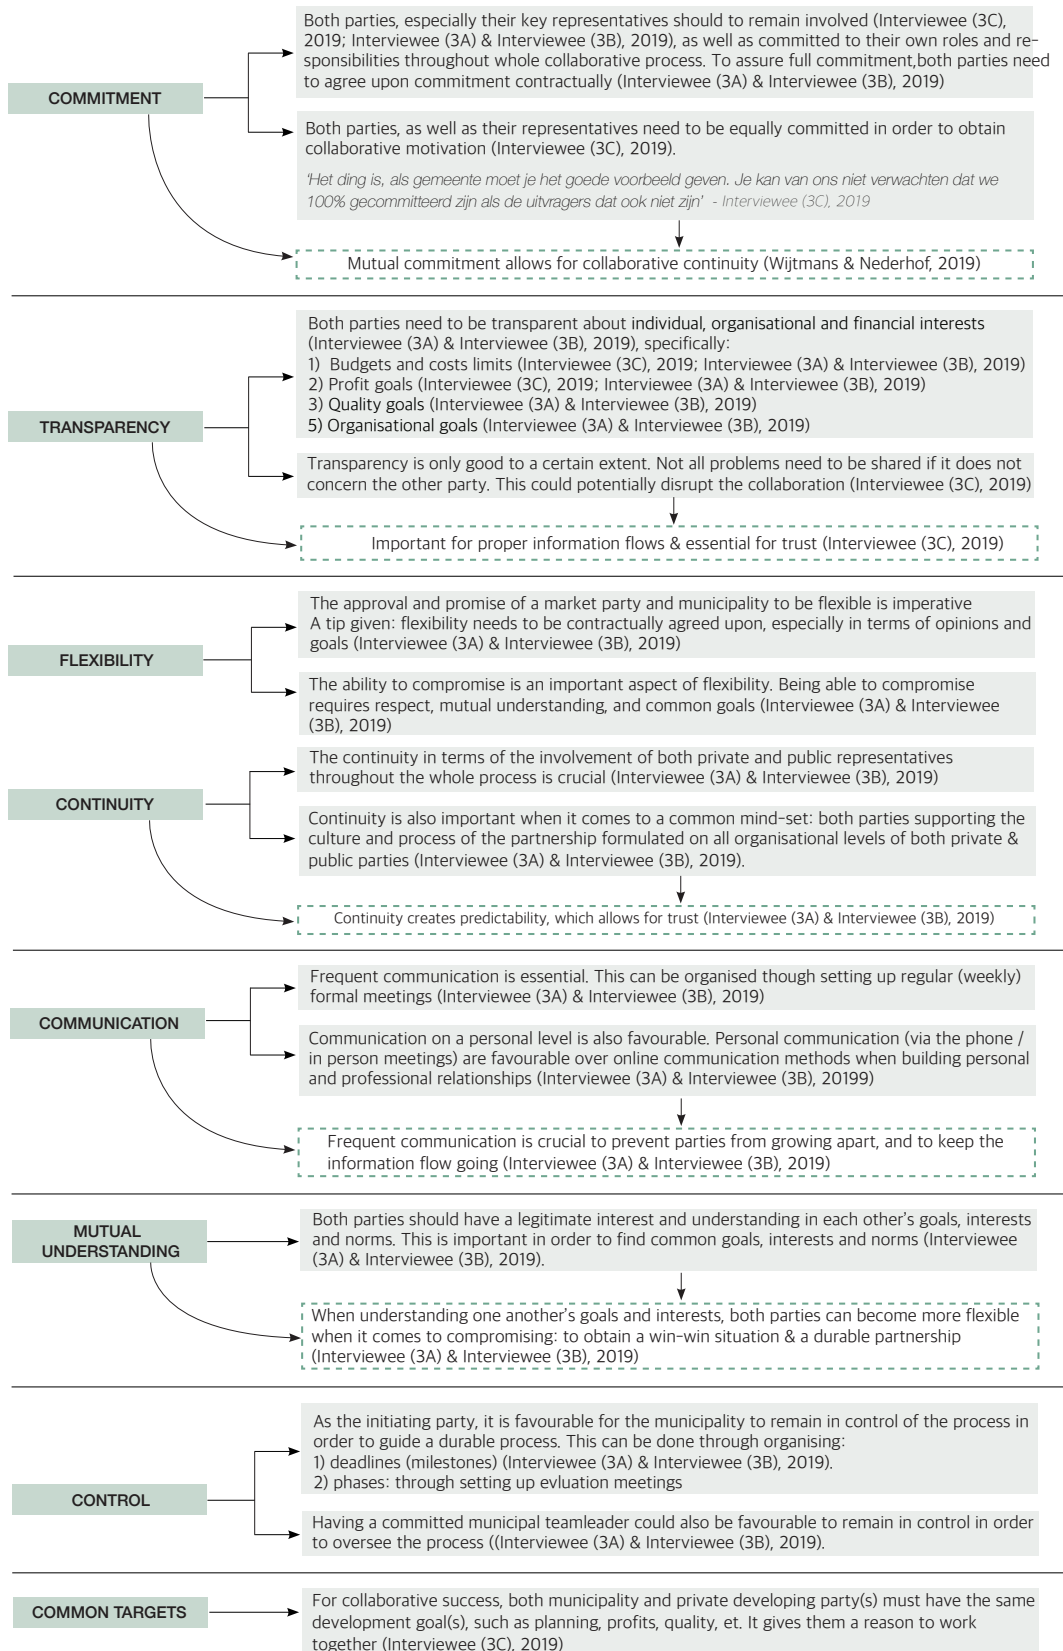 COMMITMENT
Both parties, especially their key representatives should to remain involved (Interviewee (3C),
2019; Interviewee (3A) & Interviewee (3B), 2019), as well as committed to their own roles and re-
sponsibilities throughout whole collaborative process. To assure full commitment,both parties need
to agree upon commitment contractually (Interviewee (3A) & Interviewee (3B), 2019)
Both parties, as well as their representatives need to be equally committed in order to obtain
collaborative motivation (Interviewee (3C), 2019).
'Het ding is, als gemeente moet je het goede voorbeeld geven. Je kan van ons niet verwachten dat we
100% gecommitteerd zijn als de uitvragers dat ook niet zijn' - Interviewee (3C), 2019
Mutual commitment allows for collaborative continuity (Wijtmans & Nederhof, 2019)
TRANSPARENCY
Both parties need to be transparent about individual, organisational and financial interests
(Interviewee (3A) & Interviewee (3B), 2019), specifically:
1) Budgets and costs limits (Interviewee (3C), 2019; Interviewee (3A) & Interviewee (3B), 2019)
2) Profit goals (Interviewee (3C), 2019; Interviewee (3A) & Interviewee (3B), 2019)
3) Quality goals (Interviewee (3A) & Interviewee (3B), 2019)
5) Organisational goals (Interviewee (3A) & Interviewee (3B), 2019)
Transparency is only good to a certain extent. Not all problems need to be shared if it does not
concern the other party. This could potentially disrupt the collaboration (Interviewee (3C), 2019)
Important for proper information flows & essential for trust (Interviewee (3C), 2019)
FLEXIBILITY
The approval and promise of a market party and municipality to be flexible is imperative
A tip given: flexibility needs to be contractually agreed upon, especially in terms of opinions and
goals (Interviewee (3A) & Interviewee (3B), 2019)
The ability to compromise is an important aspect of flexibility. Being able to compromise
requires respect, mutual understanding, and common goals (Interviewee (3A) & Interviewee
(3B), 2019)
CONTINUITY
The continuity in terms of the involvement of both private and public representatives
throughout the whole process is crucial (Interviewee (3A) & Interviewee (3B), 2019)
Continuity is also important when it comes to a common mind-set: both parties supporting the
culture and process of the partnership formulated on all organisational levels of both private &
public parties (Interviewee (3A) & Interviewee (3B), 2019).
Continuity creates predictability, which allows for trust (Interviewee (3A) & Interviewee (3B), 2019)
COMMUNICATION
Frequent communication is essential. This can be organised though setting up regular (weekly)
formal meetings (Interviewee (3A) & Interviewee (3B), 2019)
Communication on a personal level is also favourable. Personal communication (via the phone /
in person meetings) are favourable over online communication methods when building personal
and professional relationships (Interviewee (3A) & Interviewee (3B), 20199)
Frequent communication is crucial to prevent parties from growing apart, and to keep the
information flow going (Interviewee (3A) & Interviewee (3B), 2019)
MUTUAL
UNDERSTANDING
Both parties should have a legitimate interest and understanding in each other's goals, interests
and norms. This is important in order to find common goals, interests and norms (Interviewee
(3A) & Interviewee (3B), 2019).
When understanding one another's goals and interests, both parties can become more flexible
when it comes to compromising: to obtain a win-win situation & a durable partnership
(Interviewee (3A) & Interviewee (3B), 2019)
CONTROL
As the initiating party, it is favourable for the municipality to remain in control of the process in
order to guide a durable process. This can be done through organising:
1) deadlines (milestones) (Interviewee (3A) & Interviewee (3B), 2019).
2) phases: through setting up evluation meetings
Having a committed municipal teamleader could also be favourable to remain in control in order
to oversee the process ((Interviewee (3A) & Interviewee (3B), 2019).
COMMON TARGETS
For collaborative success, both municipality and private developing party(s) must have the same
development goal(s), such as planning, profits, quality, et. It gives them a reason to work
together (Interviewee (3C), 2019)